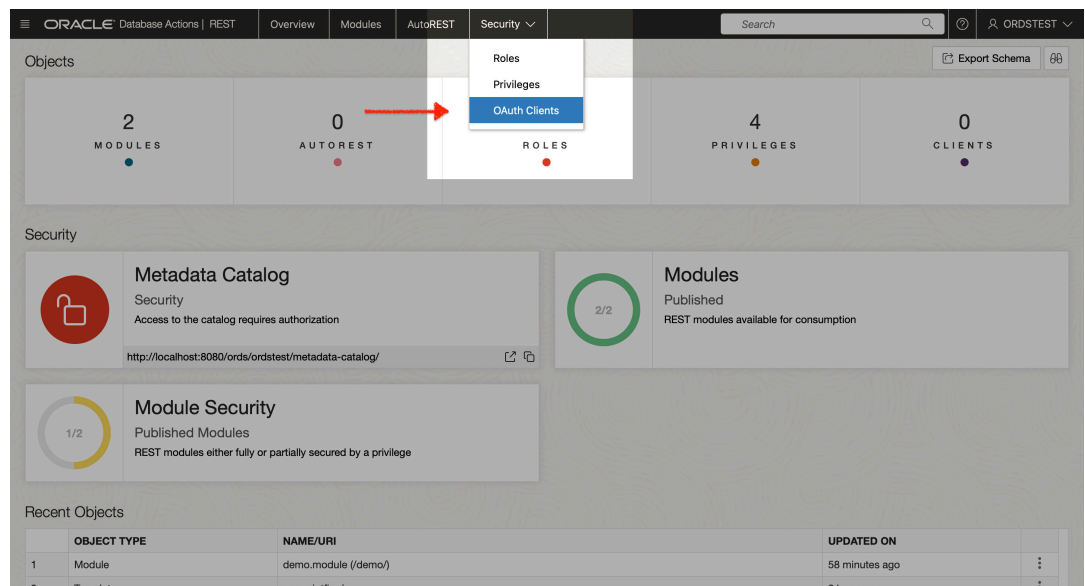 ORACLE Database Actions | REST Overview Modules AutoREST Security Search ORDSTEST
Objects Roles Export Schema
Privileges
OAuth Clients
2 0 4 0
MODULES AUTOREST ROLES PRIVILEGES CLIENTS
Security
Metadata Catalog
Security
Access to the catalog requires authorization
http://localhost:8080/ords/ordstest/metadata-catalog/
2/2
Modules
Published
REST modules available for consumption
1/2
Module Security
Published Modules
REST modules either fully or partially secured by a privilege
Recent Objects
OBJECT TYPE NAME/URI UPDATED ON
1 Module demo.module (/demo/) 58 minutes ago